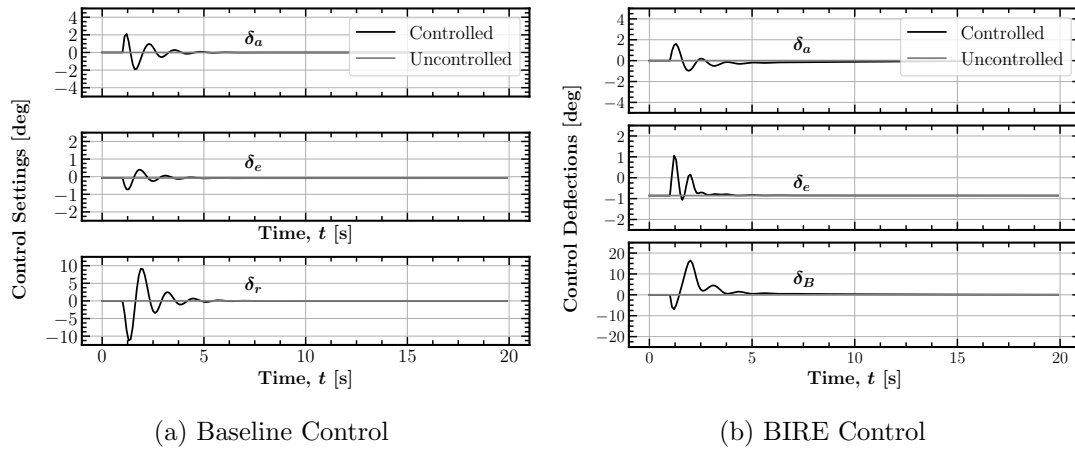 4
2
0
−2
−4
δa
Controlled
Uncontrolled
2
1
0
−1
−2
δe
Time, t [s]
10
5
0
−5
−10
δr
0 5 10 15 20
Time, t [s]
Control Settings [deg]
(a) Baseline Control
4
2
0
−2
−4
δa
Controlled
Uncontrolled
2
1
0
−1
−2
δe
20
10
0
−10
−20
δB
0 5 10 15 20
Time, t [s]
Control Deflections [deg]
(b) BIRE Control